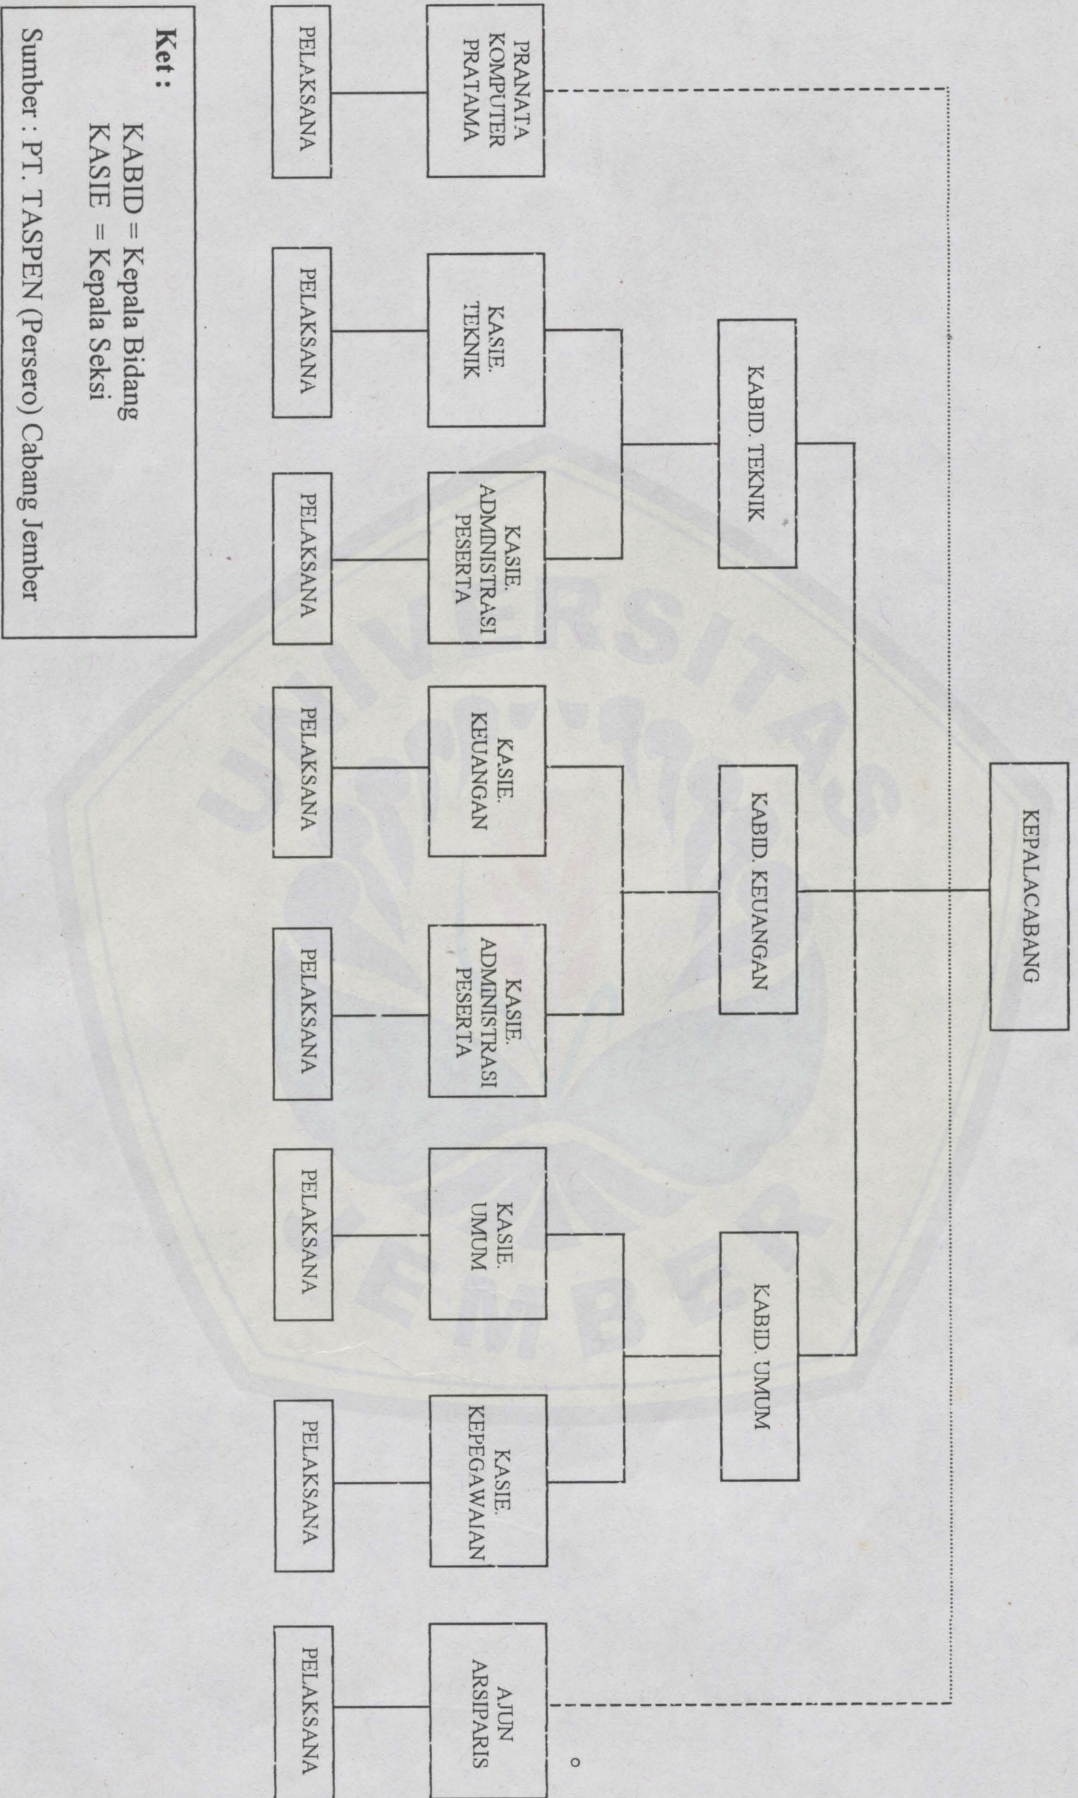 KEPALACABANG
KABID. TEKNIK
KABID. KEUANGAN
KABID. UMUM
PRANATA
KOMPUTER
PRATAMA
KASIE.
TEKNIK
KASIE.
ADMINISTRASI
PESERTA
KASIE.
KEUANGAN
KASIE.
ADMINISTRASI
PESERTA
KASIE.
UMUM
KASIE.
KEPEGAWAIAN
AJUN
ARSIPARIS
PELAKSANA
PELAKSANA
PELAKSANA
PELAKSANA
PELAKSANA
PELAKSANA
PELAKSANA
PELAKSANA
Ket :
KABID = Kepala Bidang
KASIE = Kepala Seksi
Sumber : PT. TASPEN (Persero) Cabang Jember
UNIVERSITAS
JEMBER